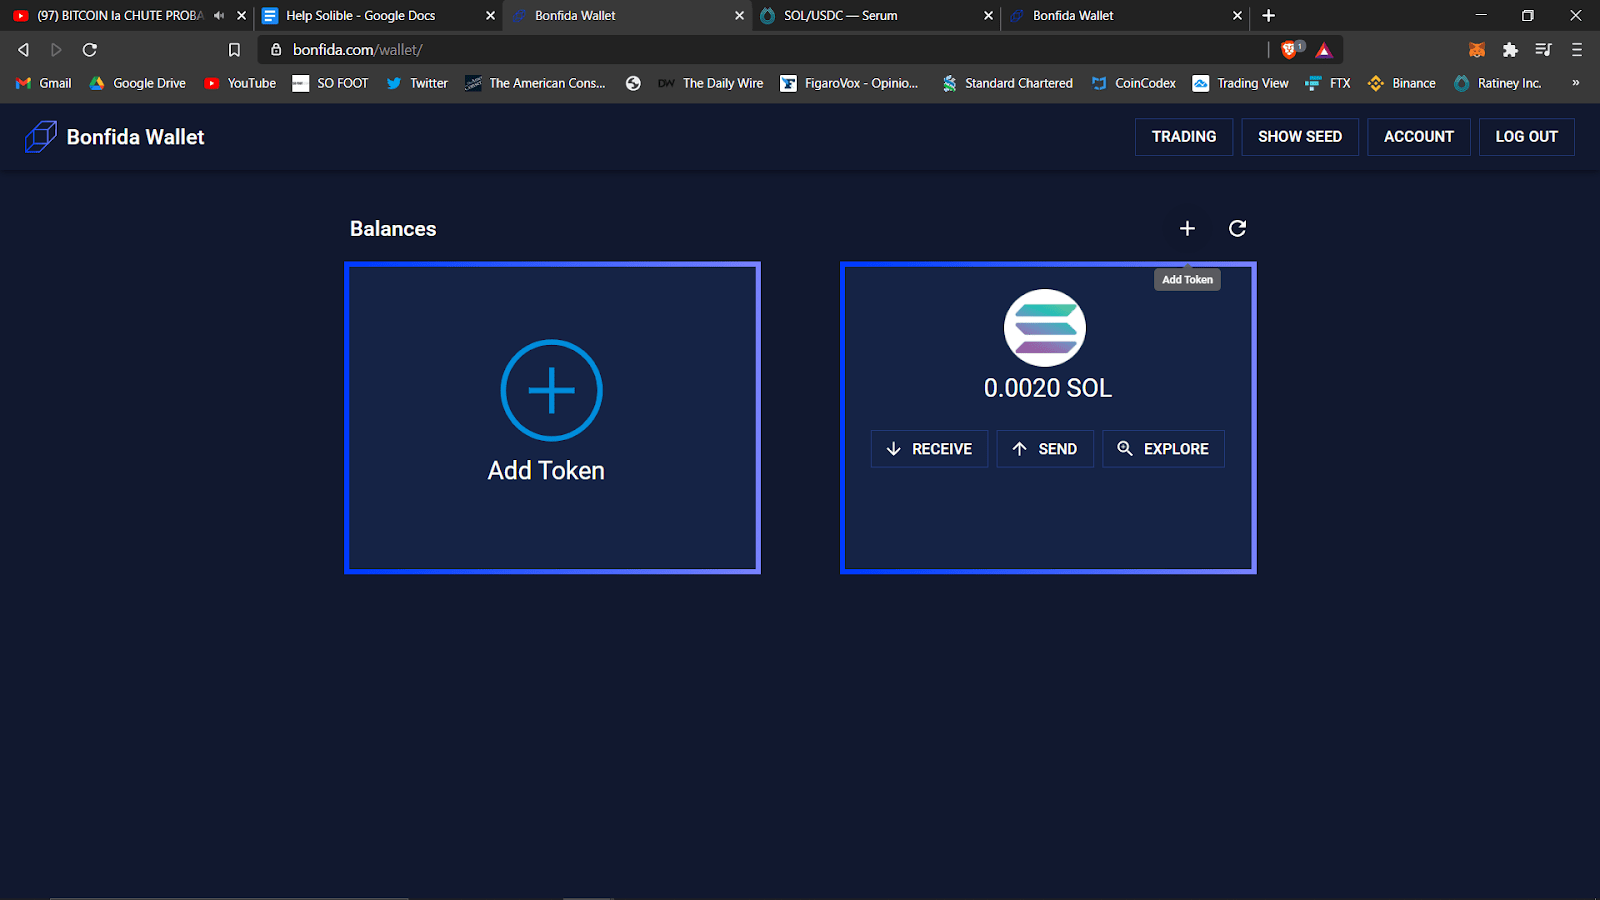 (97) BITCOIN la CHUTE PROBA
Help Solible - Google Docs
Bonfida Wallet
SOL/USDC — Serum
Bonfida Wallet
bonfida.com/wallet/
1
Gmail
Google Drive
YouTube
SO FOOT
Twitter
The American Cons...
DW
The Daily Wire
FigaroVox - Opinio...
Standard Chartered
CoinCodex
Trading View
FTX
Binance
Ratiney Inc.
»
Bonfida Wallet
TRADING
SHOW SEED
ACCOUNT
LOG OUT
Balances
Add Token
Add Token
0.0020 SOL
RECEIVE
SEND
EXPLORE